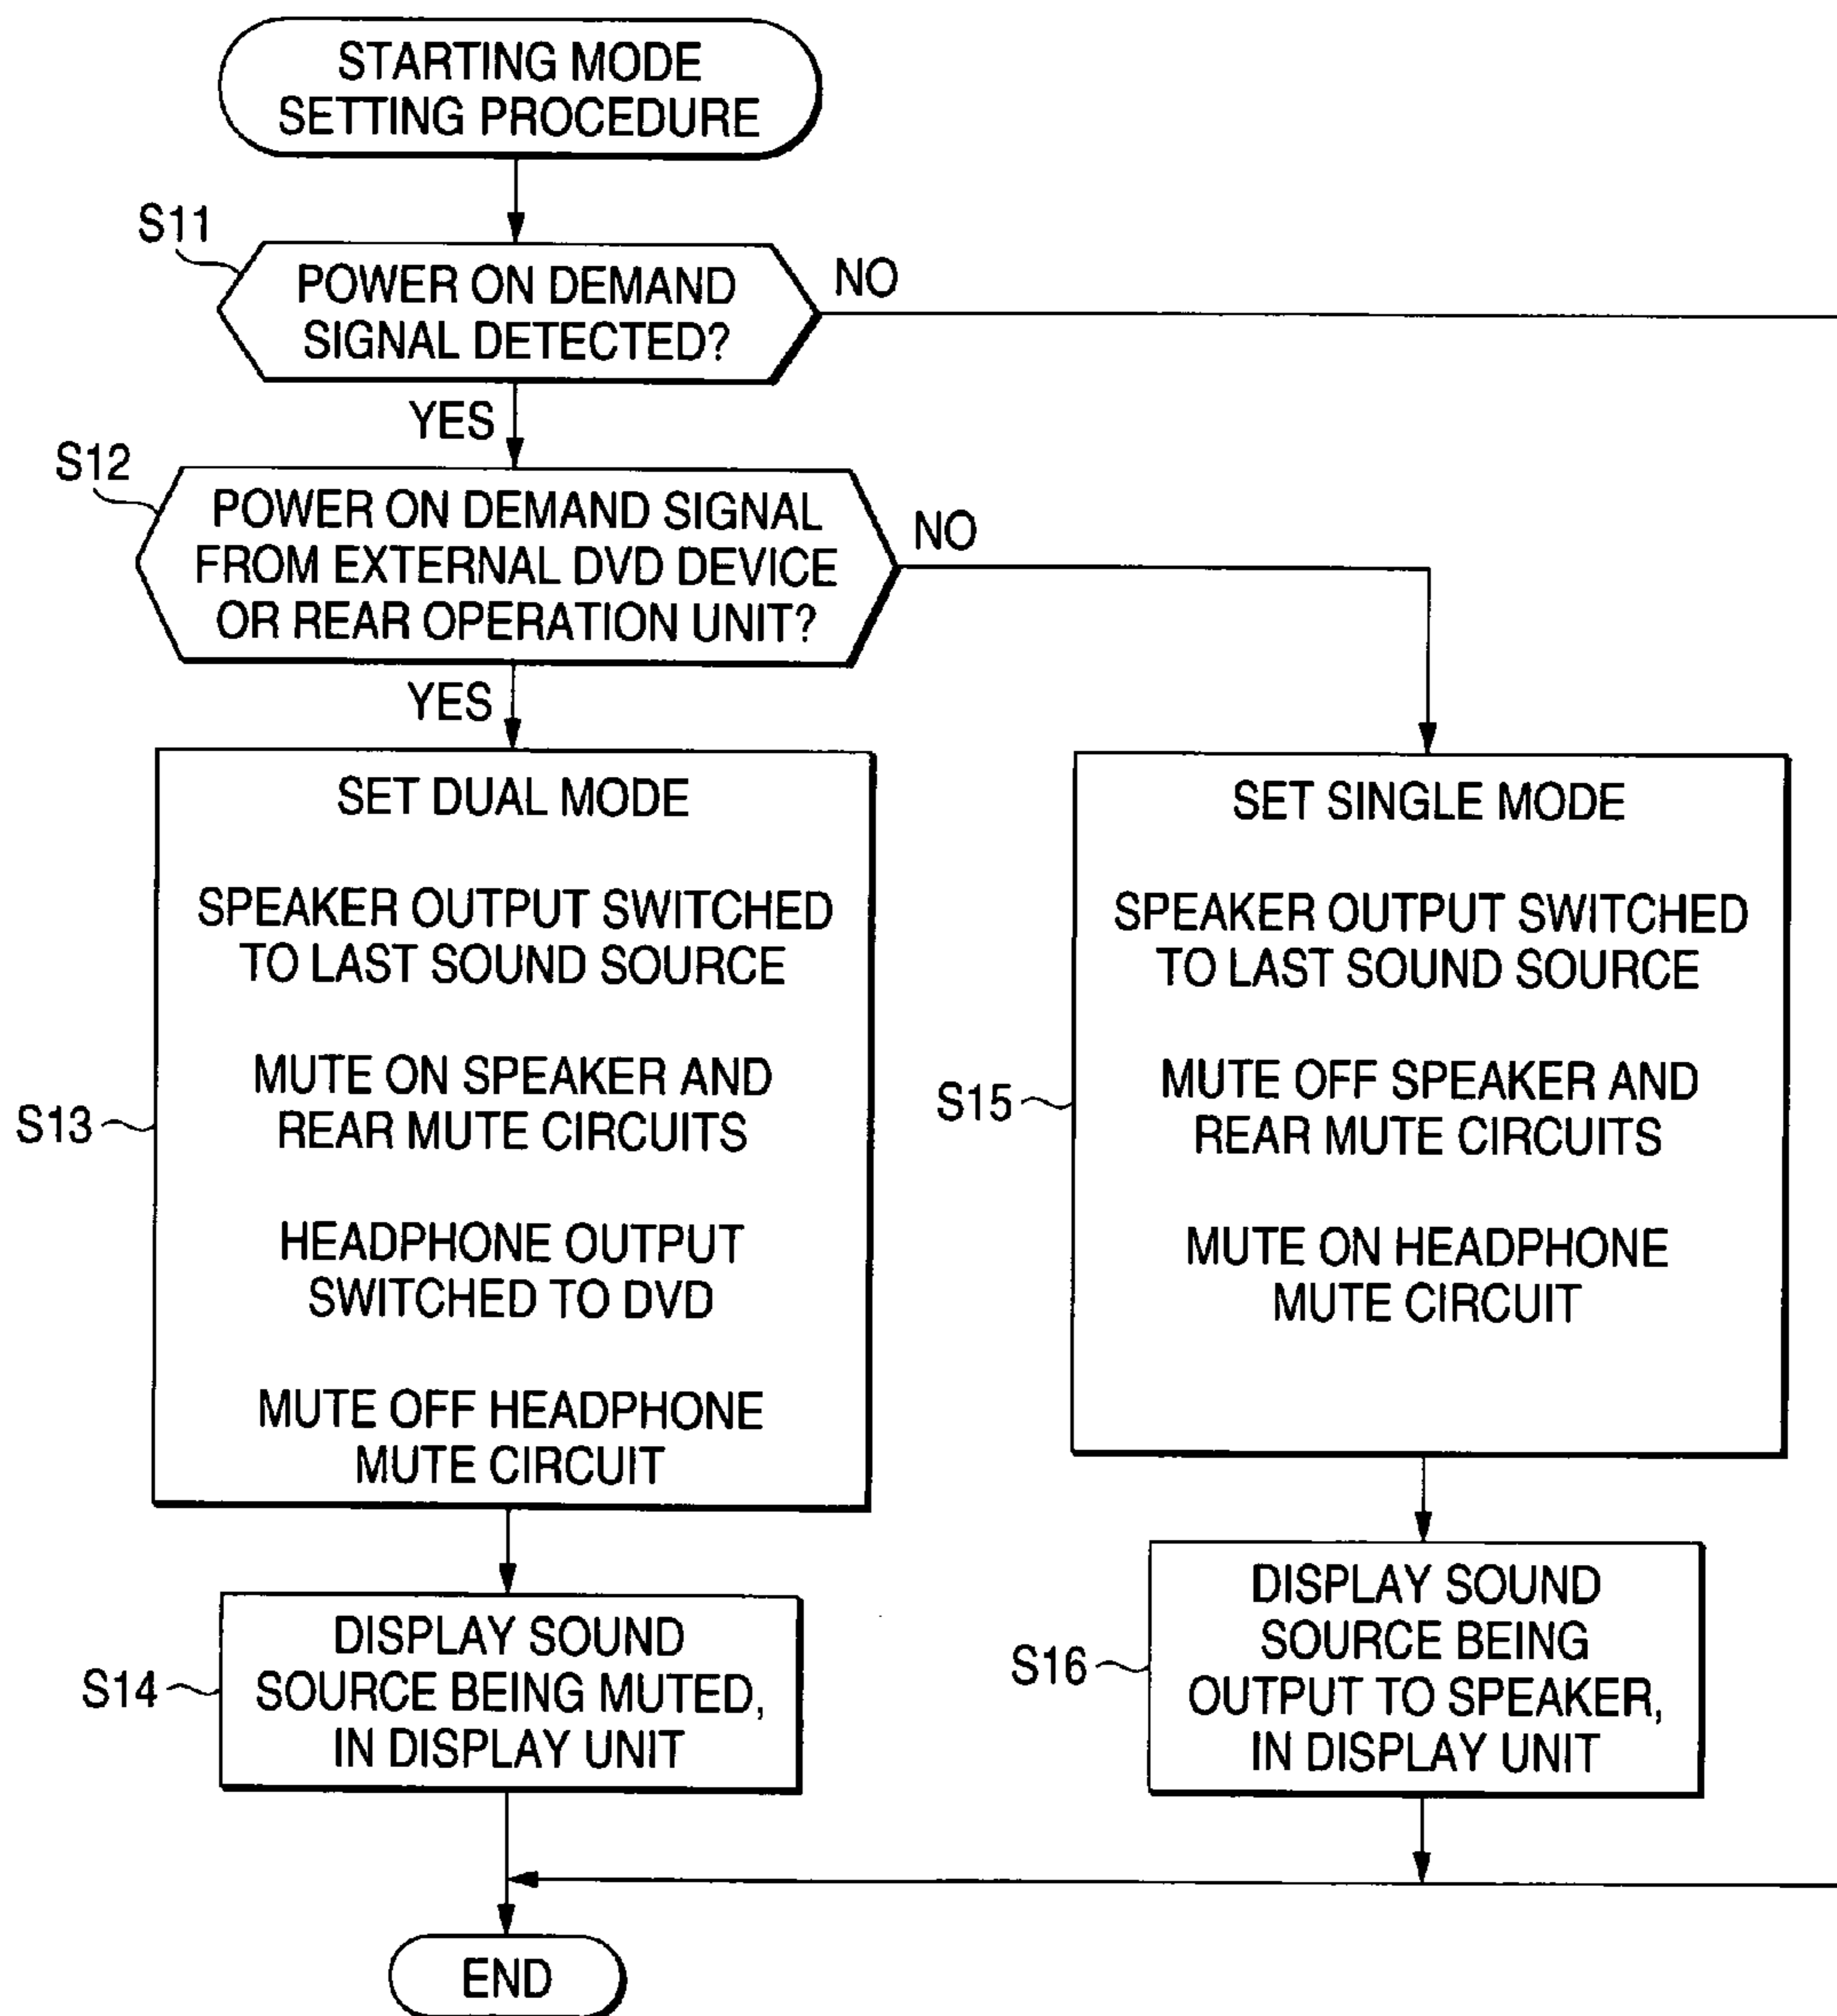 STARTING MODE
SETTING PROCEDURE
S11
POWER ON DEMAND
SIGNAL DETECTED?
NO
YES
S12
POWER ON DEMAND SIGNAL
FROM EXTERNAL DVD DEVICE
OR REAR OPERATION UNIT?
NO
YES
S13
SET DUAL MODE
SPEAKER OUTPUT SWITCHED
TO LAST SOUND SOURCE
MUTE ON SPEAKER AND
REAR MUTE CIRCUITS
HEADPHONE OUTPUT
SWITCHED TO DVD
MUTE OFF HEADPHONE
MUTE CIRCUIT
S15
SET SINGLE MODE
SPEAKER OUTPUT SWITCHED
TO LAST SOUND SOURCE
MUTE OFF SPEAKER AND
REAR MUTE CIRCUITS
MUTE ON HEADPHONE
MUTE CIRCUIT
S14
DISPLAY SOUND
SOURCE BEING MUTED,
IN DISPLAY UNIT
S16
DISPLAY SOUND
SOURCE BEING
OUTPUT TO SPEAKER,
IN DISPLAY UNIT
END